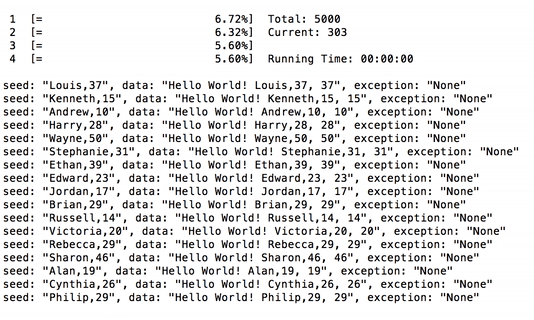 1 [= 6.72%] Total: 5000
2 [= 6.32%] Current: 303
3 [= 5.60%]
4 [= 5.60%] Running Time: 00:00:00
seed: "Louis,37", data: "Hello World! Louis,37, 37", exception: "None"
seed: "Kenneth,15", data: "Hello World! Kenneth,15, 15", exception: "None"
seed: "Andrew,10", data: "Hello World! Andrew,10, 10", exception: "None"
seed: "Harry,28", data: "Hello World! Harry,28, 28", exception: "None"
seed: "Wayne,50", data: "Hello World! Wayne,50, 50", exception: "None"
seed: "Stephanie,31", data: "Hello World! Stephanie,31, 31", exception: "None"
seed: "Ethan,39", data: "Hello World! Ethan,39, 39", exception: "None"
seed: "Edward,23", data: "Hello World! Edward,23, 23", exception: "None"
seed: "Jordan,17", data: "Hello World! Jordan,17, 17", exception: "None"
seed: "Brian,29", data: "Hello World! Brian,29, 29", exception: "None"
seed: "Russell,14", data: "Hello World! Russell,14, 14", exception: "None"
seed: "Victoria,20", data: "Hello World! Victoria,20, 20", exception: "None"
seed: "Rebecca,29", data: "Hello World! Rebecca,29, 29", exception: "None"
seed: "Sharon,46", data: "Hello World! Sharon,46, 46", exception: "None"
seed: "Alan,19", data: "Hello World! Alan,19, 19", exception: "None"
seed: "Cynthia,26", data: "Hello World! Cynthia,26, 26", exception: "None"
seed: "Philip,29", data: "Hello World! Philip,29, 29", exception: "None"